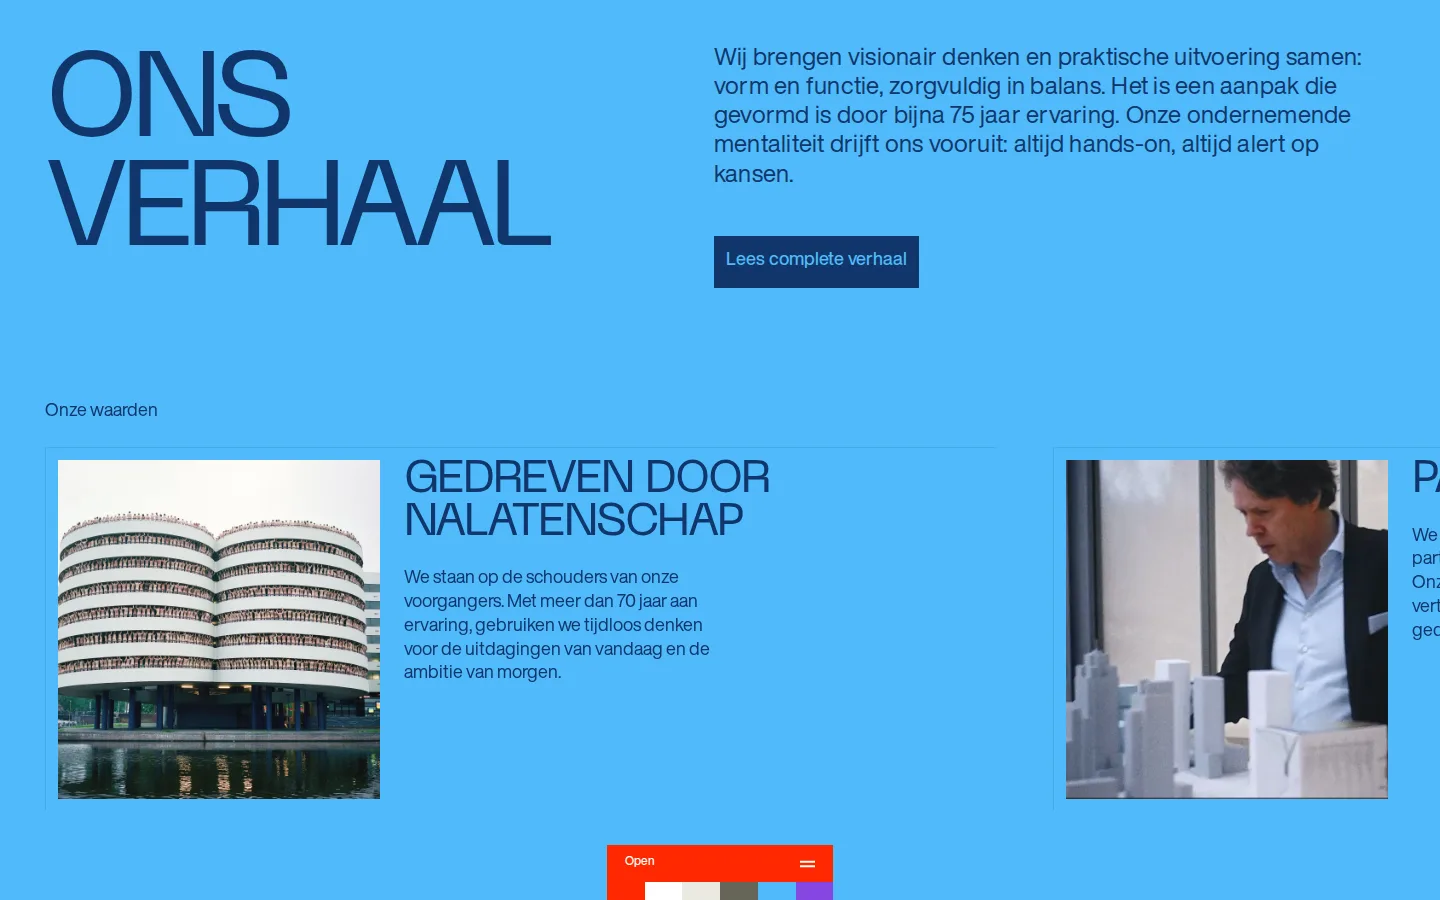 ONS
VERHAAL
Wij brengen visionair denken en praktische uitvoering samen:
vorm en functie, zorgvuldig in balans. Het is een aanpak die
gevormd is door bijna 75 jaar ervaring. Onze ondernemende
mentaliteit drijft ons vooruit: altijd hands-on, altijd alert op
kansen.
Lees complete verhaal
Onze waarden
GEDREVEN DOOR
NALATENSCHAP
We staan op de schouders van onze
voorgangers. Met meer dan 70 jaar aan
ervaring, gebruiken we tijdloos denken
voor de uitdagingen van vandaag en de
ambitie van morgen.
We
Open